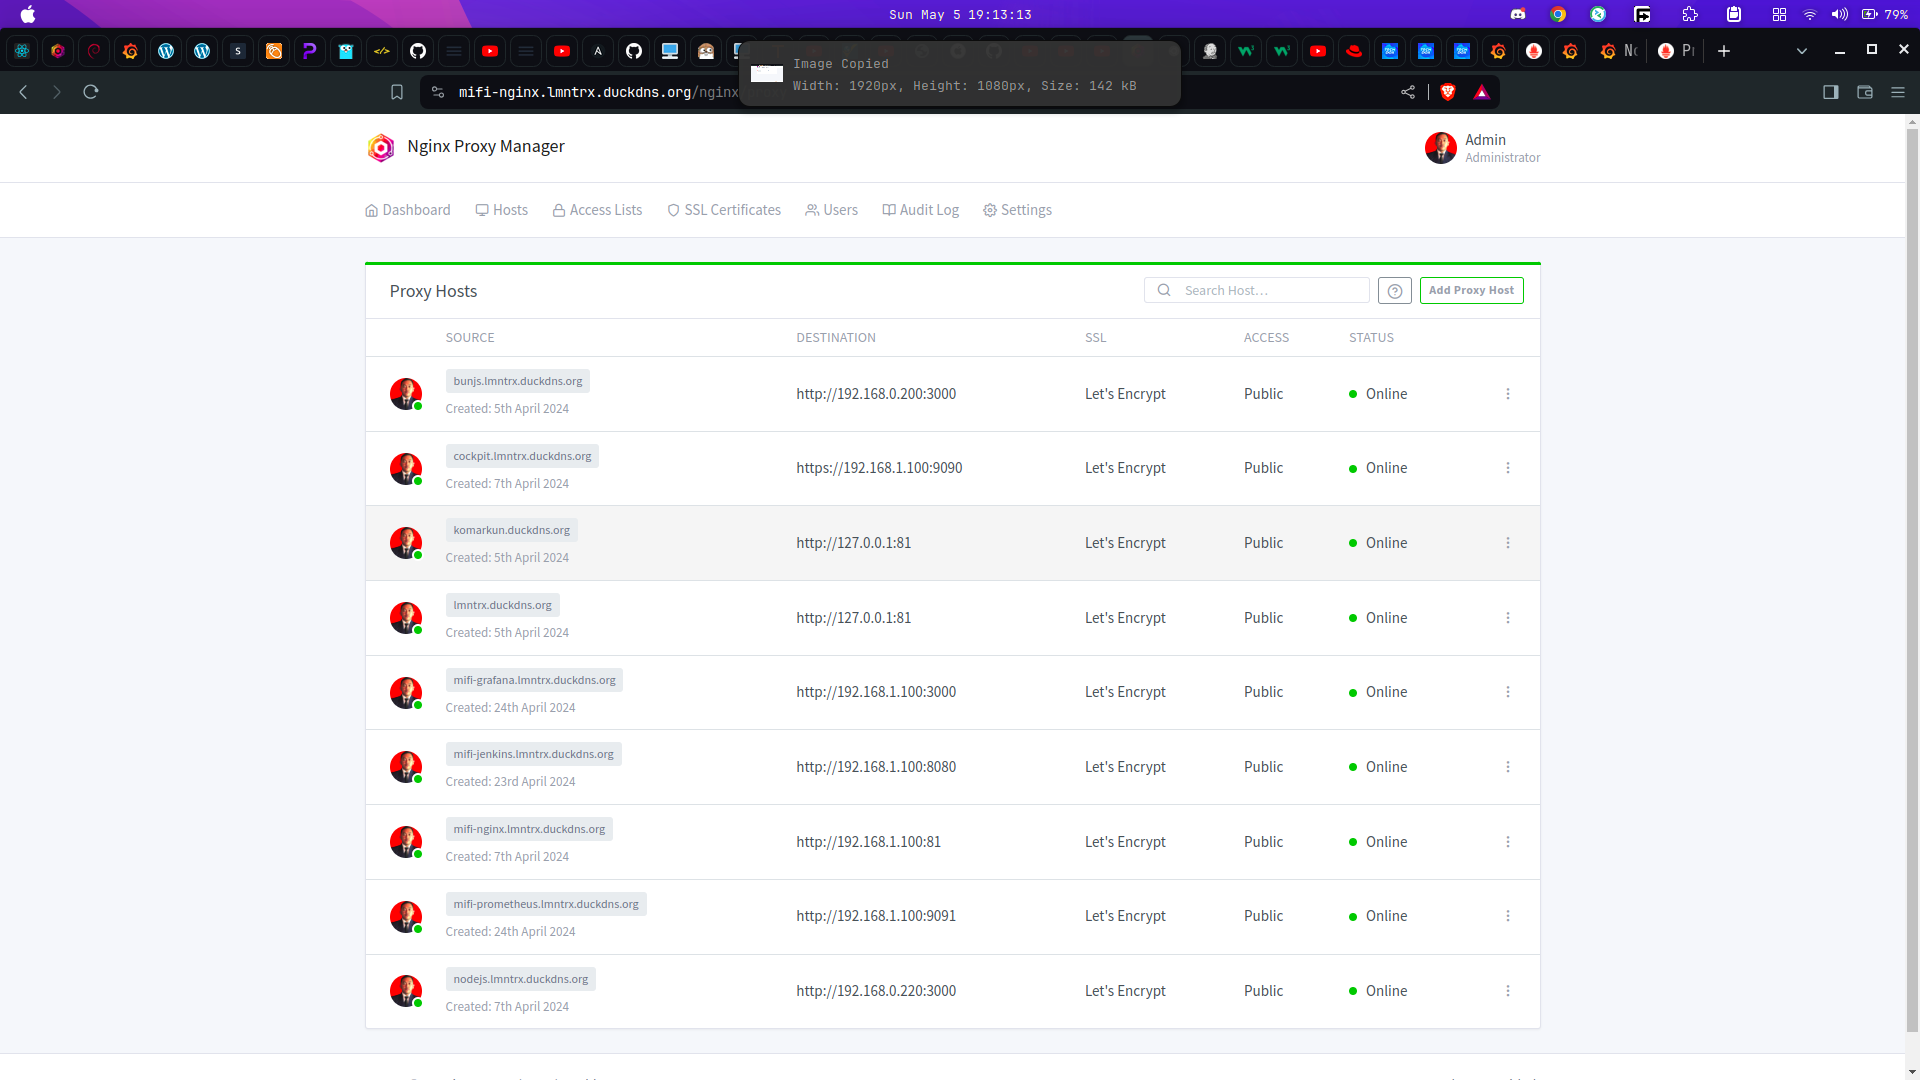 Sun May 5 19:13:13
79%
Image Copied
Width: 1920px, Height: 1080px, Size: 142 kB
mifi-nginx.lmntrx.duckdns.org/nginx
Nginx Proxy Manager
Admin
Administrator
Dashboard Hosts Access Lists SSL Certificates Users Audit Log Settings
Proxy Hosts Search Host... Add Proxy Host
SOURCE DESTINATION SSL ACCESS STATUS
bunjs.lmntrx.duckdns.org
Created: 5th April 2024
http://192.168.0.200:3000 Let's Encrypt Public Online
cockpit.lmntrx.duckdns.org
Created: 7th April 2024
https://192.168.1.100:9090 Let's Encrypt Public Online
komarkun.duckdns.org
Created: 5th April 2024
http://127.0.0.1:81 Let's Encrypt Public Online
lmntrx.duckdns.org
Created: 5th April 2024
http://127.0.0.1:81 Let's Encrypt Public Online
mifi-grafana.lmntrx.duckdns.org
Created: 24th April 2024
http://192.168.1.100:3000 Let's Encrypt Public Online
mifi-jenkins.lmntrx.duckdns.org
Created: 23rd April 2024
http://192.168.1.100:8080 Let's Encrypt Public Online
mifi-nginx.lmntrx.duckdns.org
Created: 7th April 2024
http://192.168.1.100:81 Let's Encrypt Public Online
mifi-prometheus.lmntrx.duckdns.org
Created: 24th April 2024
http://192.168.1.100:9091 Let's Encrypt Public Online
nodejs.lmntrx.duckdns.org
Created: 7th April 2024
http://192.168.0.220:3000 Let's Encrypt Public Online